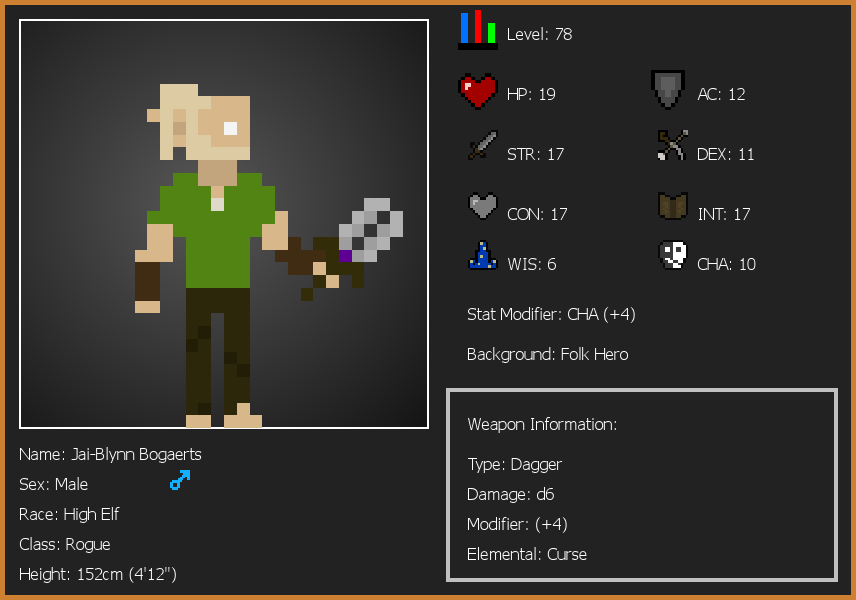 Level: 78
HP: 19
AC: 12
STR: 17
DEX: 11
CON: 17
INT: 17
WIS: 6
CHA: 10
Stat Modifier: CHA (+4)
Background: Folk Hero
Weapon Information:
Type: Dagger
Damage: d6
Modifier: (+4)
Elemental: Curse
Name: Jai-Blynn Bogaerts
Sex: Male
Race: High Elf
Class: Rogue
Height: 152cm (4'12")